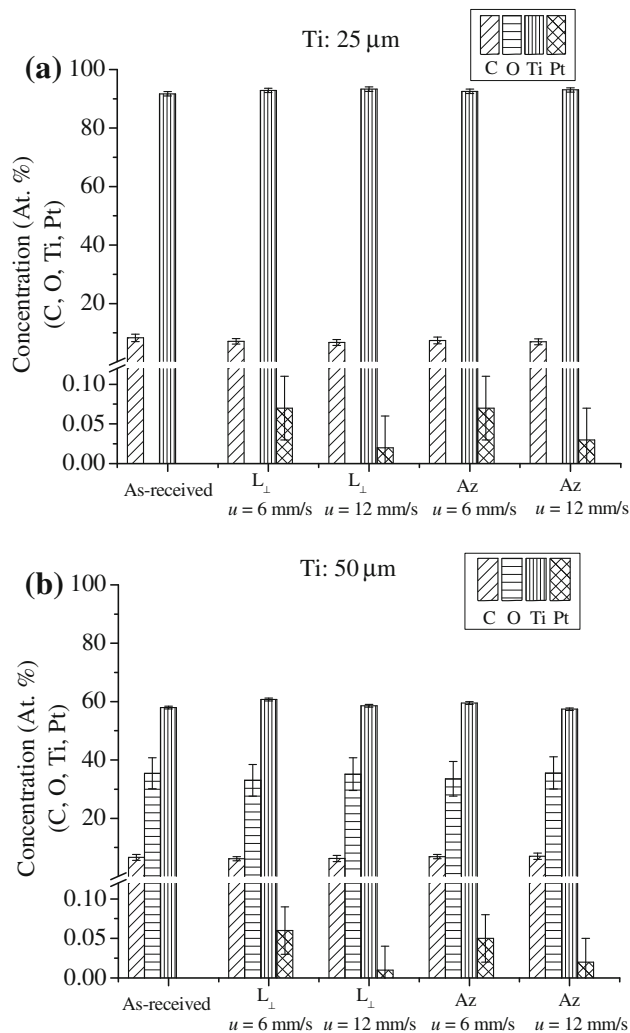 Ti: 25 μm
C O Ti Pt
(a)
100
80
60
40
20
0.10
0.05
0.00
Concentration (At. %)
(C, O, Ti, Pt)
As-received
L⊥
u = 6 mm/s
L⊥
u = 12 mm/s
Az
u = 6 mm/s
Az
u = 12 mm/s
Ti: 50 μm
C O Ti Pt
(b)
100
80
60
40
20
0.10
0.05
0.00
Concentration (At. %)
(C, O, Ti, Pt)
As-received
L⊥
u = 6 mm/s
L⊥
u = 12 mm/s
Az
u = 6 mm/s
Az
u = 12 mm/s